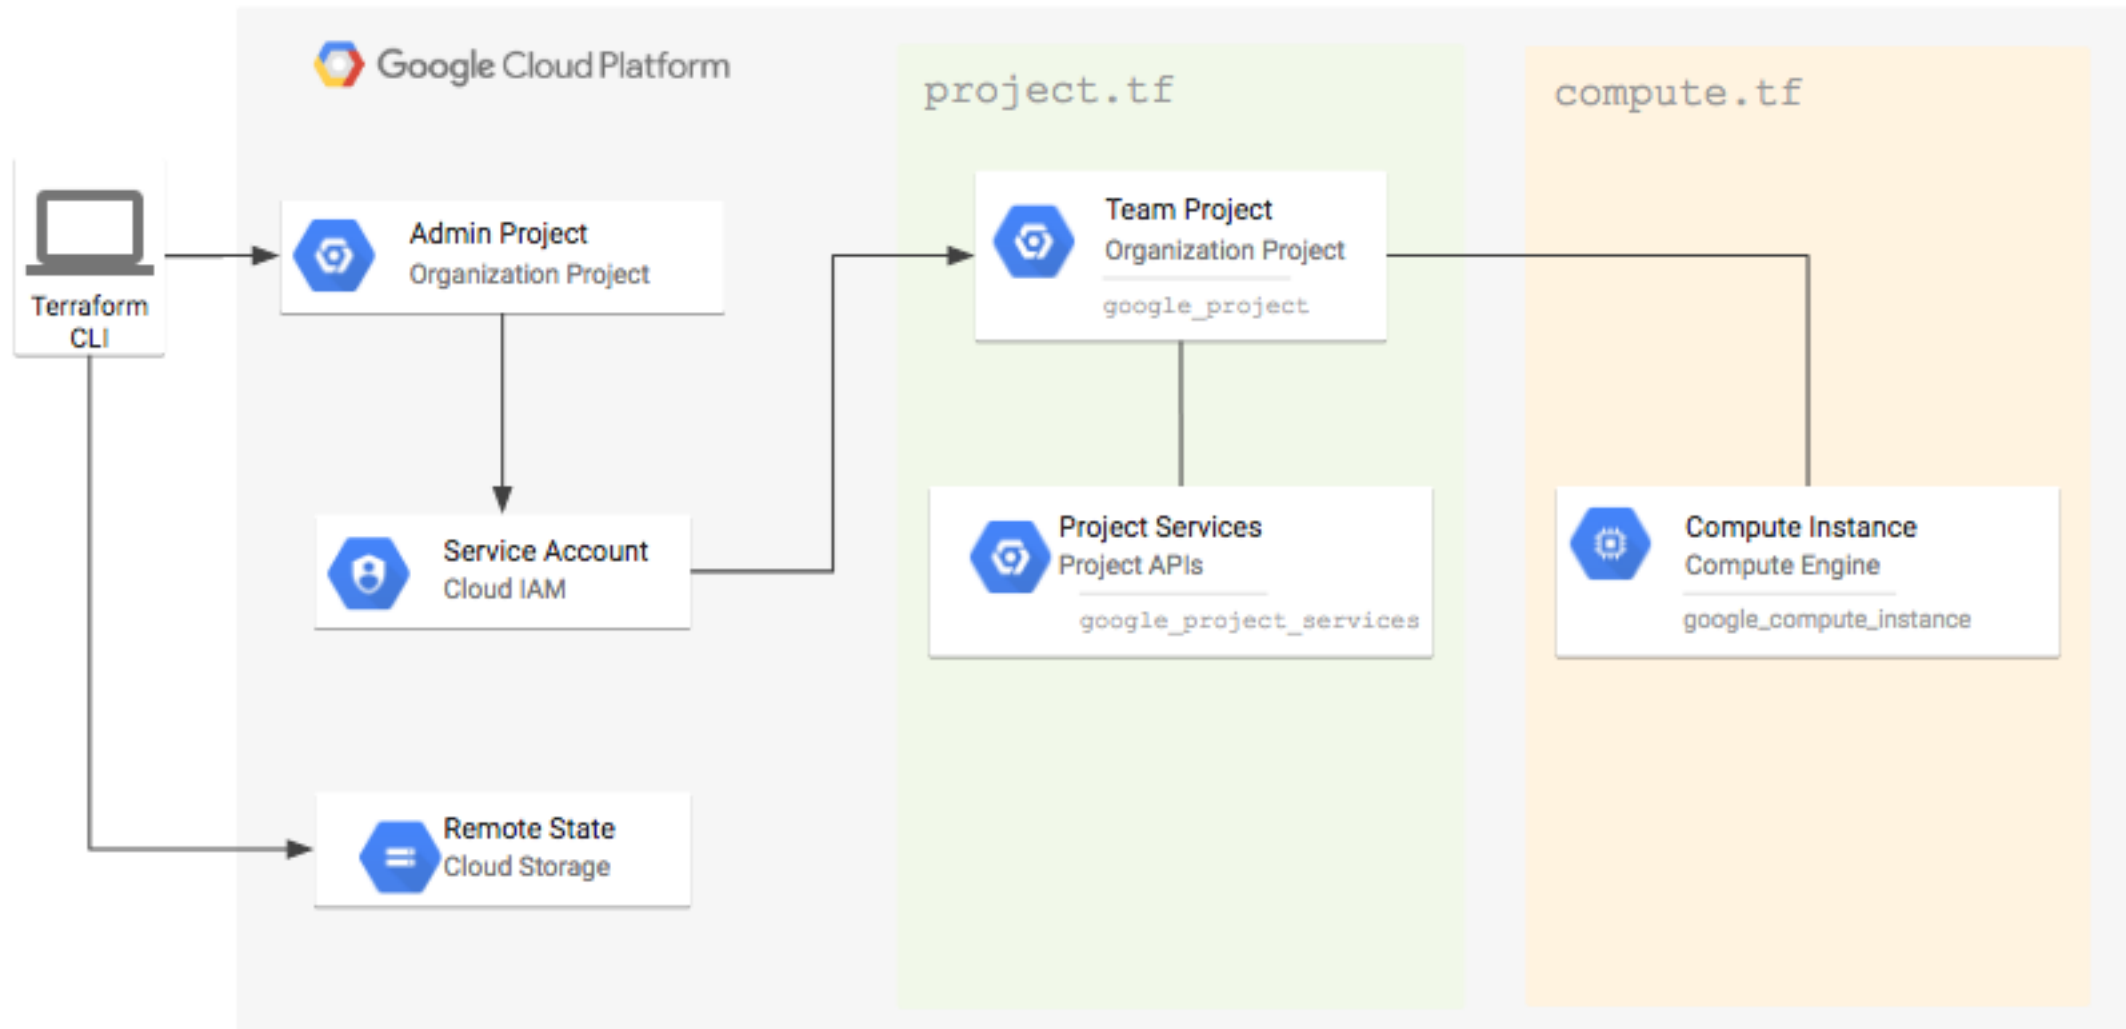 Google Cloud Platform
project.tf
compute.tf
Terraform
CLI
Admin Project
Organization Project
Team Project
Organization Project
google_project
Service Account
Cloud IAM
Project Services
Project APIs
google_project_services
Compute Instance
Compute Engine
google_compute_instance
Remote State
Cloud Storage